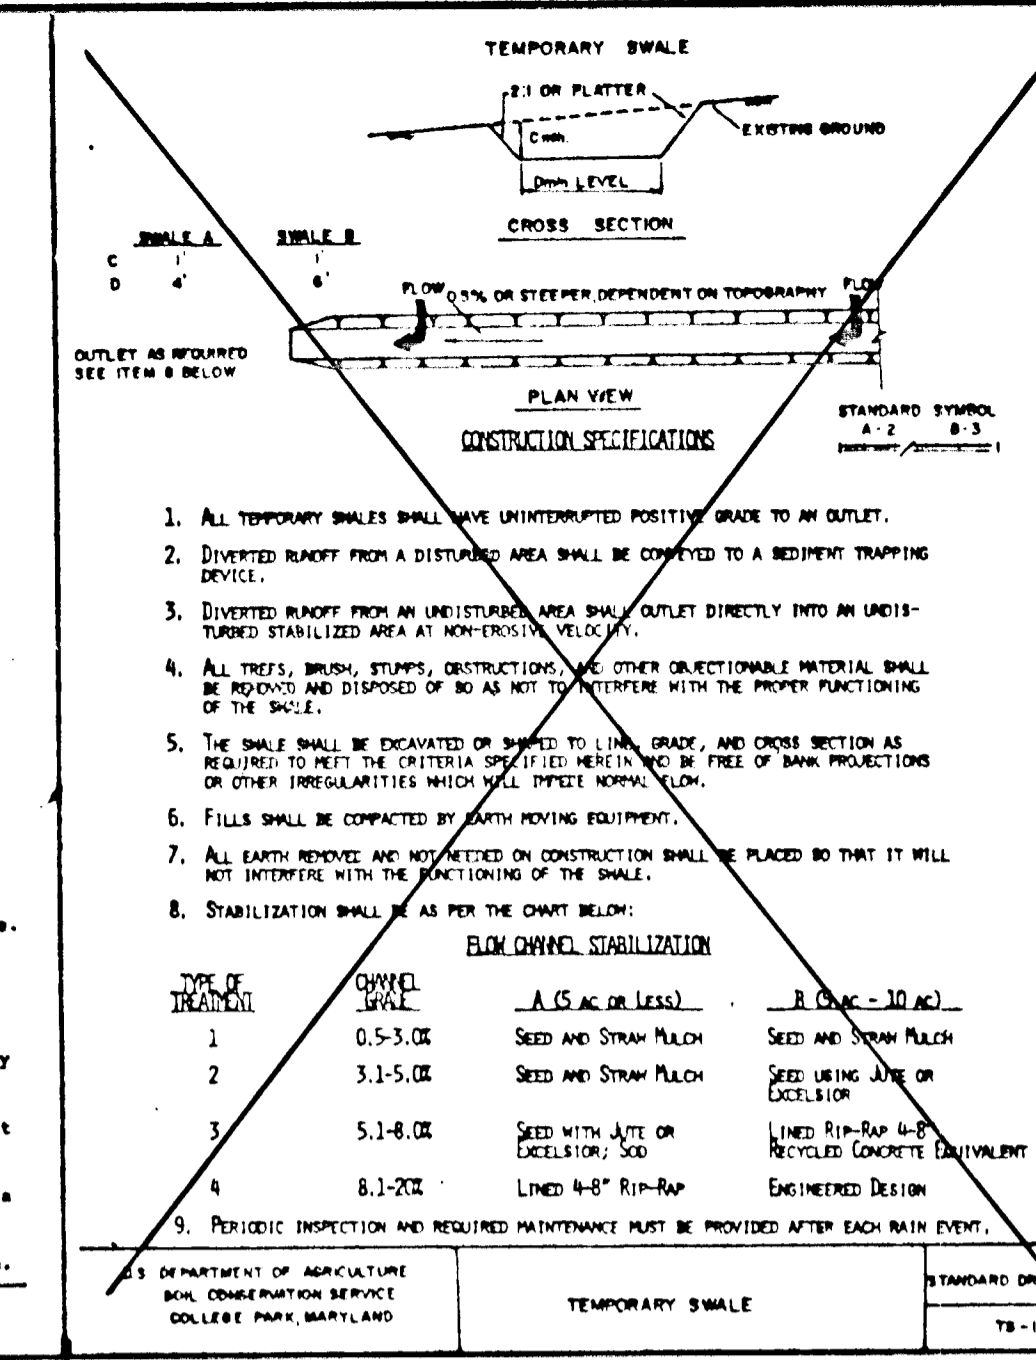 TEMPORARY SWALE
2:1 OR FLATTER
EXISTING GROUND
C min.
Dmin LEVEL
CROSS SECTION
SWALE A SWALE B
C 1' 1'
D 4' 6'
FLOW 0.5% OR STEEPER, DEPENDENT ON TOPOGRAPHY FLOW
OUTLET AS REQUIRED
SEE ITEM 8 BELOW
PLAN VIEW
STANDARD SYMBOL
A-2 B-3
CONSTRUCTION SPECIFICATIONS
1. ALL TEMPORARY SWALES SHALL HAVE UNINTERRUPTED POSITIVE GRADE TO AN OUTLET.
2. DIVERTED RUNOFF FROM A DISTURBED AREA SHALL BE CONVEYED TO A SEDIMENT TRAPPING
DEVICE.
3. DIVERTED RUNOFF FROM AN UNDISTURBED AREA SHALL OUTLET DIRECTLY INTO AN UNDIS-
TURBED STABILIZED AREA AT NON-EROSIVE VELOCITY.
4. ALL TREES, BRUSH, STUMPS, OBSTRUCTIONS, AND OTHER OBJECTIONABLE MATERIAL SHALL
BE REMOVED AND DISPOSED OF SO AS NOT TO INTERFERE WITH THE PROPER FUNCTIONING
OF THE SWALE.
5. THE SWALE SHALL BE EXCAVATED OR SHAPED TO LINE, GRADE, AND CROSS SECTION AS
REQUIRED TO MEET THE CRITERIA SPECIFIED HEREIN AND BE FREE OF BANK PROJECTIONS
OR OTHER IRREGULARITIES WHICH WILL IMPEDE NORMAL FLOW.
6. FILLS SHALL BE COMPACTED BY EARTH MOVING EQUIPMENT.
7. ALL EARTH REMOVED AND NOT NEEDED ON CONSTRUCTION SHALL BE PLACED SO THAT IT WILL
NOT INTERFERE WITH THE FUNCTIONING OF THE SWALE.
8. STABILIZATION SHALL BE AS PER THE CHART BELOW:
FLOW CHANNEL STABILIZATION
TYPE OF TREATMENT CHANNEL GRADE A (5 AC OR LESS) B (5 AC - 10 AC)
1 0.5-3.0% SEED AND STRAW MULCH SEED AND STRAW MULCH
2 3.1-5.0% SEED AND STRAW MULCH SEED USING JUTE OR
EXCELSIOR
3 5.1-8.0% SEED WITH JUTE OR LINED RIP-RAP 4-8"
EXCELSIOR; SOD RECYCLED CONCRETE EQUIVALENT
4 8.1-20% LINED 4-8" RIP-RAP ENGINEERED DESIGN
9. PERIODIC INSPECTION AND REQUIRED MAINTENANCE MUST BE PROVIDED AFTER EACH RAIN EVENT.
U.S DEPARTMENT OF AGRICULTURE
SOIL CONSERVATION SERVICE
COLLEGE PARK, MARYLAND
TEMPORARY SWALE
STANDARD DR
TS-1